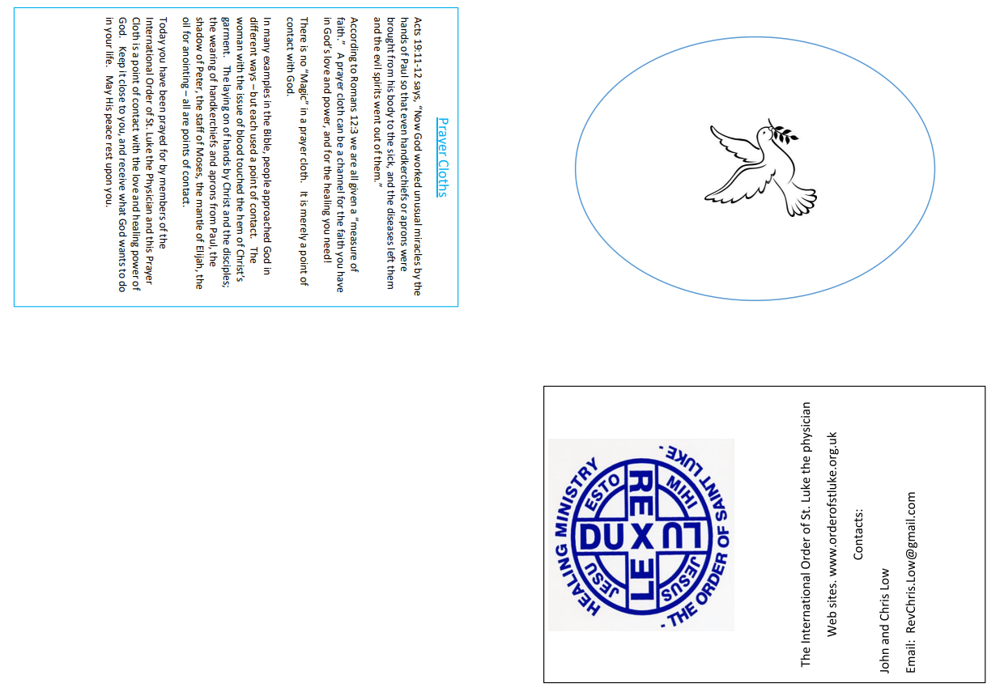 Prayer Cloths
Acts 19:11-12 says, “Now God worked unusual miracles by the
hands of Paul so that even handkerchiefs or aprons were
brought from his body to the sick, and the diseases left them
and the evil spirits went out of them.”
According to Romans 12:3 we are all given a “measure of
faith.” A prayer cloth can be a channel for the faith you have
in God’s love and power, and for the healing you need!
There is no “Magic” in a prayer cloth. It is merely a point of
contact with God.
In many examples in the Bible, people approached God in
different ways – but each used a point of contact. The
woman with the issue of blood touched the hem of Christ’s
garment. The laying on of hands by Christ and the disciples;
the wearing of handkerchiefs and aprons from Paul, the
shadow of Peter, the staff of Moses, the mantle of Elijah, the
oil for anointing – all are points of contact.
Today you have been prayed for by members of the
International Order of St. Luke the Physician and this Prayer
Cloth is a point of contact with the love and healing power of
God. Keep it close to you, and receive what God wants to do
in your life. May His peace rest upon you.
HEALING MINISTRY
- THE ORDER OF SAINT LUKE -
ESTO
MIHI
JESU
JESUS
REX
DUX
LEX
LUX
The International Order of St. Luke the physician
Web sites. www.orderofstluke.org.uk
Contacts:
John and Chris Low
Email: RevChris.Low@gmail.com